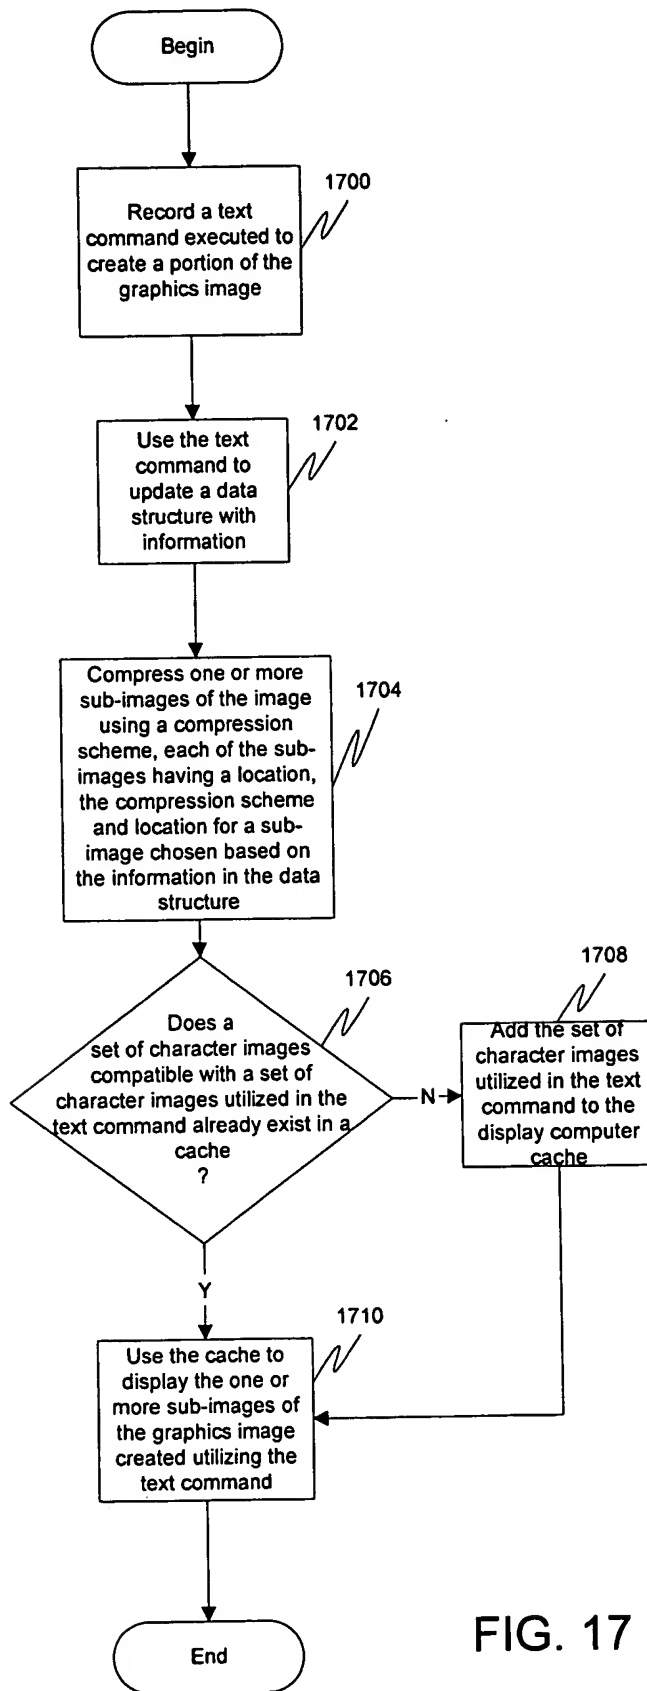 Begin
1700
Record a text
command executed to
create a portion of the
graphics image
1702
Use the text
command to
update a data
structure with
information
1704
Compress one or more
sub-images of the image
using a compression
scheme, each of the sub-
images having a location,
the compression scheme
and location for a sub-
image chosen based on
the information in the data
structure
1706
Does a
set of character images
compatible with a set of
character images utilized in the
text command already exist in a
cache
?
N
1708
Add the set of
character images
utilized in the text
command to the
display computer
cache
Y
1710
Use the cache to
display the one or
more sub-images of
the graphics image
created utilizing the
text command
End
FIG. 17